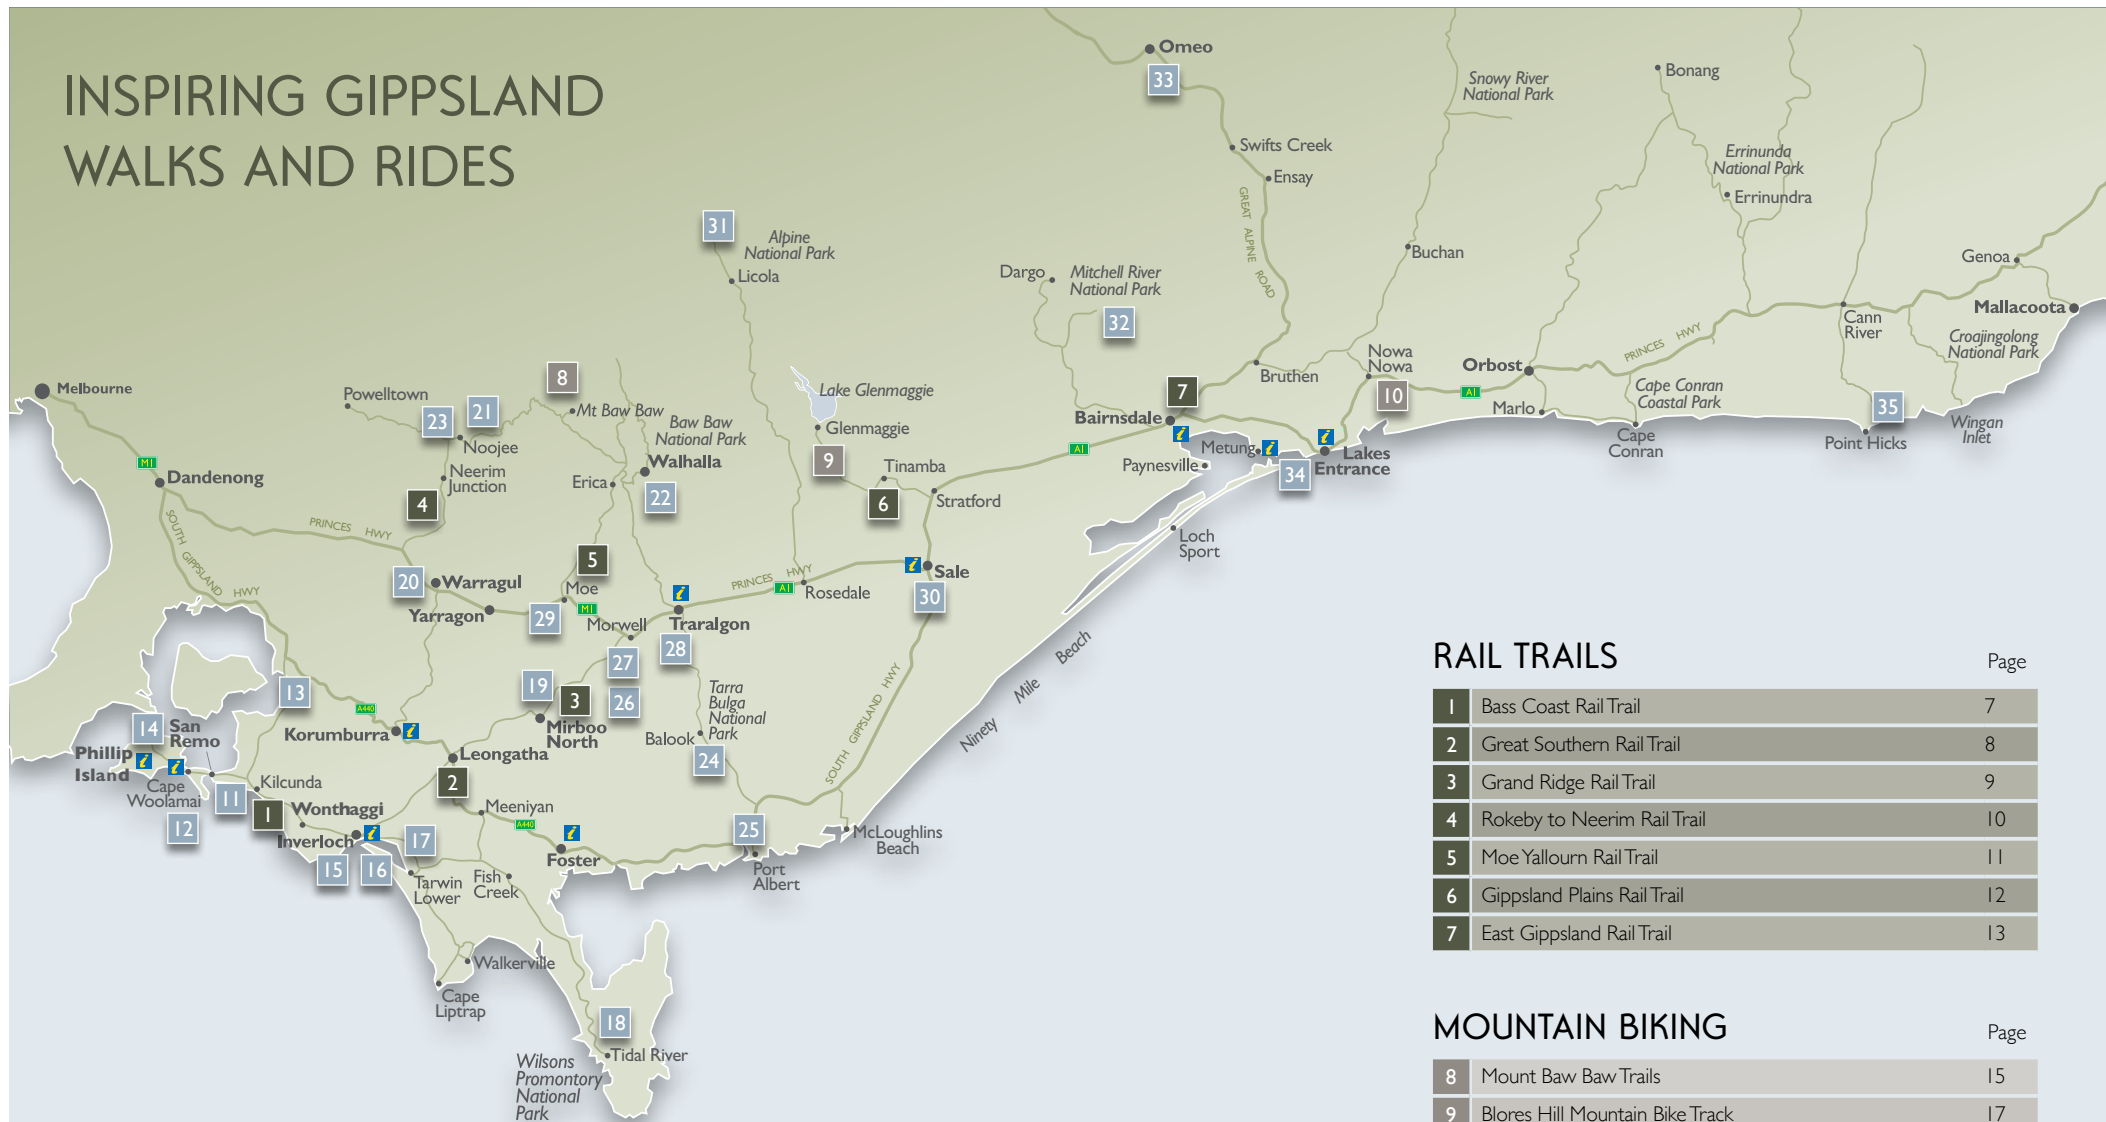 INSPIRING GIPPSLAND
WALKS AND RIDES
Omeo
33
Swifts Creek
Ensay
GREAT ALPINE ROAD
Snowy River
National Park
Bonang
Errinunda
National Park
Errinundra
Buchan
Genoa
Mallacoota
Cann
River
Croajingolong
National Park
31
Alpine
National Park
Licola
Dargo
Mitchell River
National Park
32
Melbourne
Powelltown
8
Mt Baw Baw
23
21
Noojee
Neerim
Junction
4
Baw Baw
National Park
Walhalla
22
Erica
Lake Glenmaggie
Glenmaggie
9
Tinamba
6
Stratford
7
Bairnsdale
i
Bruthen
Nowa
Nowa
10
A1
Orbost
PRINCES HWY
Marlo
Cape Conran
Coastal Park
Cape
Conran
35
Point Hicks
Wingan
Inlet
A1
Metung
i
i
Lakes
Entrance
34
Paynesville
Loch
Sport
M1
Dandenong
SOUTH GIPPSLAND HWY
PRINCES HWY
20
Warragul
Yarragon
5
Moe
29
M1
Morwell
i
Traralgon
28
PRINCES HWY
A1
Rosedale
i
Sale
30
27
19
3
26
Mirboo
North
Tarra
Bulga
National
Park
Balook
24
SOUTH GIPPSLAND HWY
Ninety Mile Beach
13
A440
Korumburra
i
Leongatha
2
14
San
Remo
Phillip
Island
i
i
Cape
Woolamai
12
11
Kilcunda
1
Wonthaggi
Inverloch
i
15
16
17
Meeniyan
A440
i
Foster
25
Port
Albert
McLoughlins
Beach
Tarwin
Lower
Fish
Creek
Walkerville
Cape
Liptrap
18
Tidal River
Wilsons
Promontory
National
Park
RAIL TRAILS Page
1 Bass Coast Rail Trail 7
2 Great Southern Rail Trail 8
3 Grand Ridge Rail Trail 9
4 Rokeby to Neerim Rail Trail 10
5 Moe Yallourn Rail Trail 11
6 Gippsland Plains Rail Trail 12
7 East Gippsland Rail Trail 13
MOUNTAIN BIKING Page
8 Mount Baw Baw Trails 15
9 Blores Hill Mountain Bike Track 17